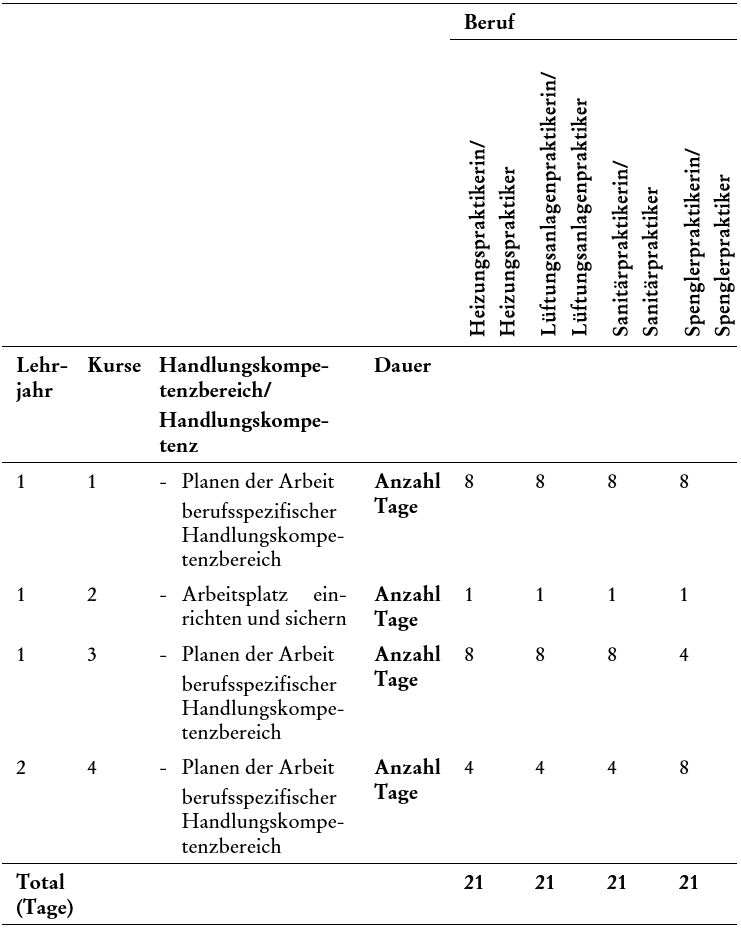 Beruf
Heizungspraktikerin/
Heizungspraktiker
Lüftungsanlagenpraktikerin/
Lüftungsanlagenpraktiker
Sanitärpraktikerin/
Sanitärpraktiker
Spenglerpraktikerin/
Spenglerpraktiker
Lehr- Kurse Handlungskompe- Dauer
jahr tenzbereich/
Handlungskompe-
tenz
1 1 - Planen der Arbeit Anzahl 8 8 8 8
Tage
berufsspezifischer
Handlungskompe-
tenzbereich
1 2 - Arbeitsplatz ein- Anzahl 1 1 1 1
richten und sichern Tage
1 3 - Planen der Arbeit Anzahl 8 8 8 4
Tage
berufsspezifischer
Handlungskompe-
tenzbereich
2 4 - Planen der Arbeit Anzahl 4 4 4 8
Tage
berufsspezifischer
Handlungskompe-
tenzbereich
Total 21 21 21 21
(Tage)